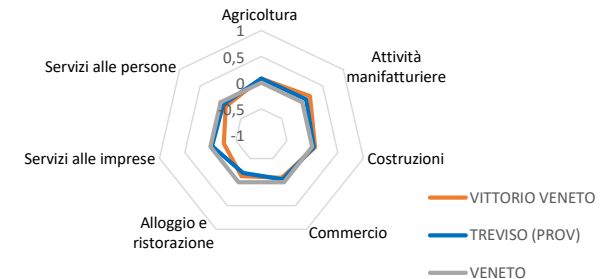 Agricoltura
1
0,5
0
-0,5
-1
Attività
manifatturiere
Costruzioni
Commercio
Alloggio e
ristorazione
Servizi alle imprese
Servizi alle persone
VITTORIO VENETO
TREVISO (PROV)
VENETO